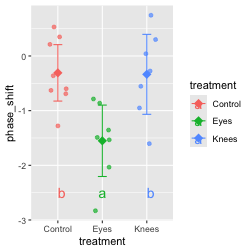 0
-1
-2
-3
phase_shift
b
a
b
Control
Eyes
Knees
treatment
treatment
a
Control
a
Eyes
a
Knees